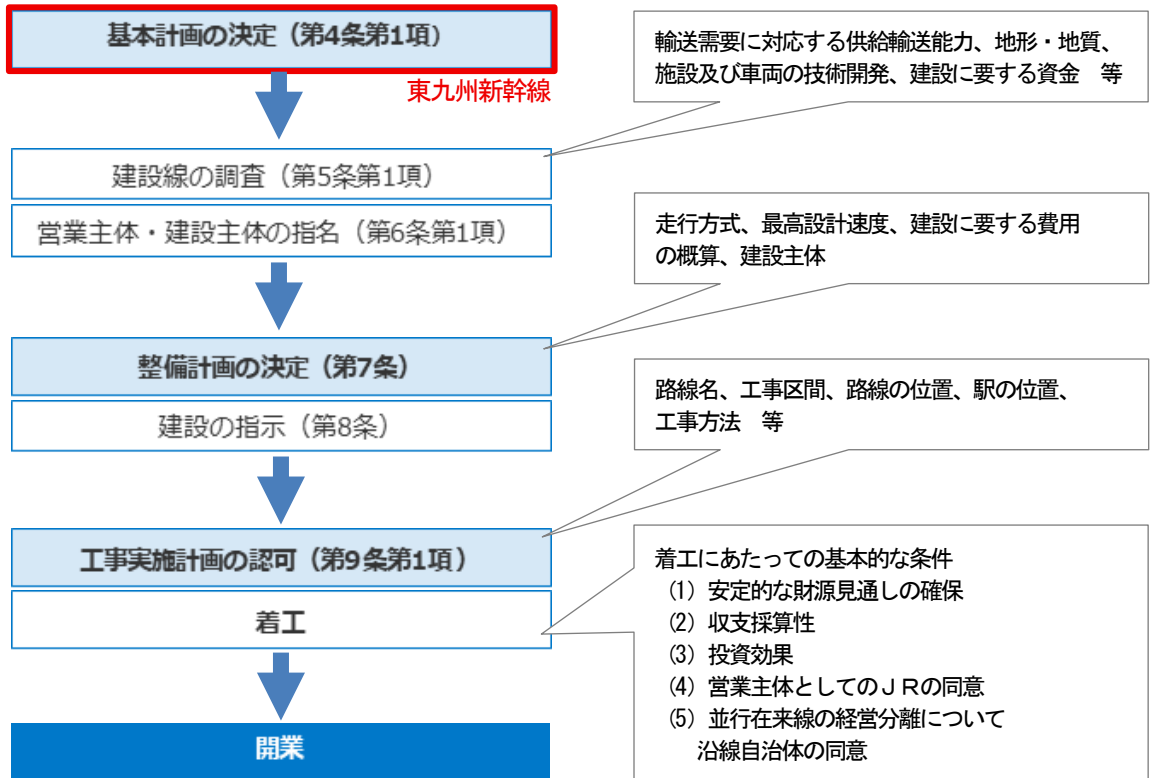 基本計画の決定（第4条第1項）
東九州新幹線
輸送需要に対応する供給輸送能力、地形・地質、
施設及び車両の技術開発、建設に要する資金　等
建設線の調査（第5条第1項）
営業主体・建設主体の指名（第6条第1項）
走行方式、最高設計速度、建設に要する費用
の概算、建設主体
整備計画の決定（第7条）
建設の指示（第8条）
路線名、工事区間、路線の位置、駅の位置、
工事方法　等
工事実施計画の認可（第9条第1項）
着工
着工にあたっての基本的な条件
(1) 安定的な財源見通しの確保
(2) 収支採算性
(3) 投資効果
(4) 営業主体としてのＪＲの同意
(5) 並行在来線の経営分離について
沿線自治体の同意
開業